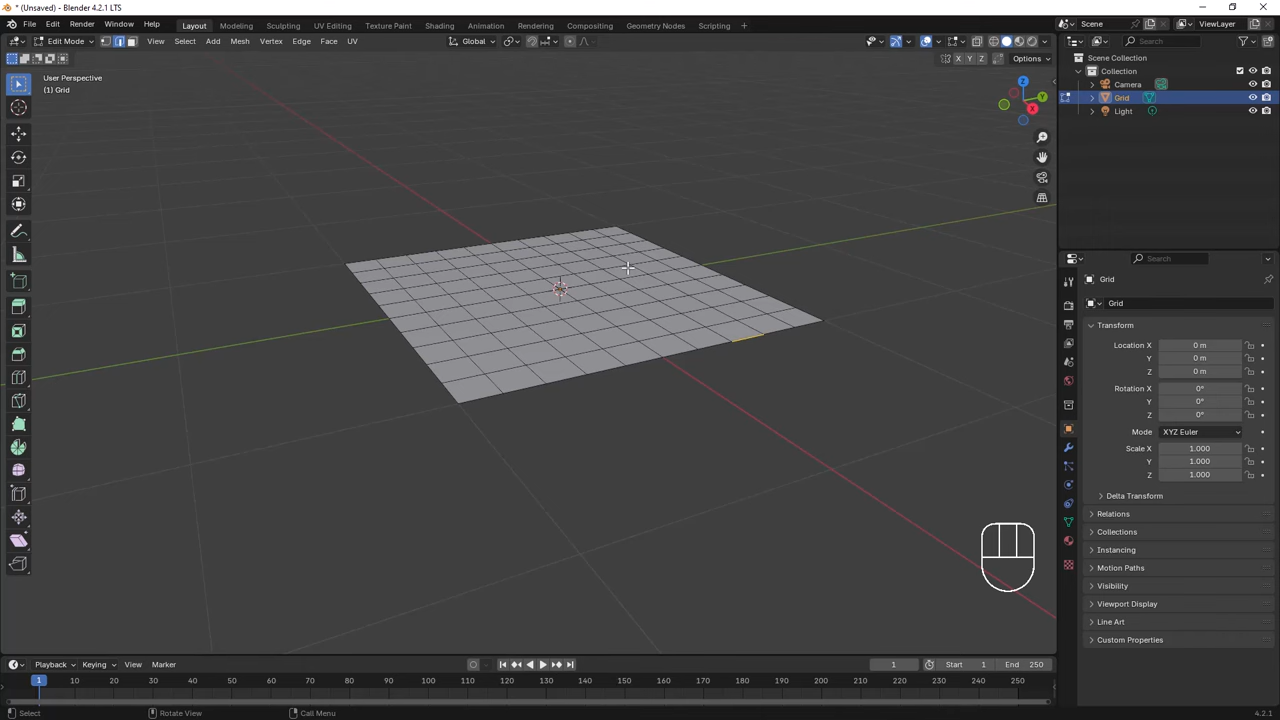 * (Unsaved) - Blender 4.2.1 LTS
File Edit Render Window Help Layout Modeling Sculpting UV Editing Texture Paint Shading Animation Rendering Compositing Geometry Nodes Scripting Scene ViewLayer
Edit Mode View Select Add Mesh Vertex Edge Face UV Global Search
X Y Z Options
User Perspective
(1) Grid
Scene Collection
Collection
Camera
Grid
Light
Z
Y
X
Search
Grid
Grid
Transform
Location X 0 m
Y 0 m
Z 0 m
Rotation X 0°
Y 0°
Z 0°
Mode XYZ Euler
Scale X 1.000
Y 1.000
Z 1.000
Delta Transform
Relations
Collections
Instancing
Motion Paths
Visibility
Viewport Display
Line Art
Custom Properties
Playback Keying View Marker 1 Start 1 End 250
1 10 20 30 40 50 60 70 80 90 100 110 120 130 140 150 160 170 180 190 200 210 220 230 240 250
Select Rotate View Call Menu 4.2.1